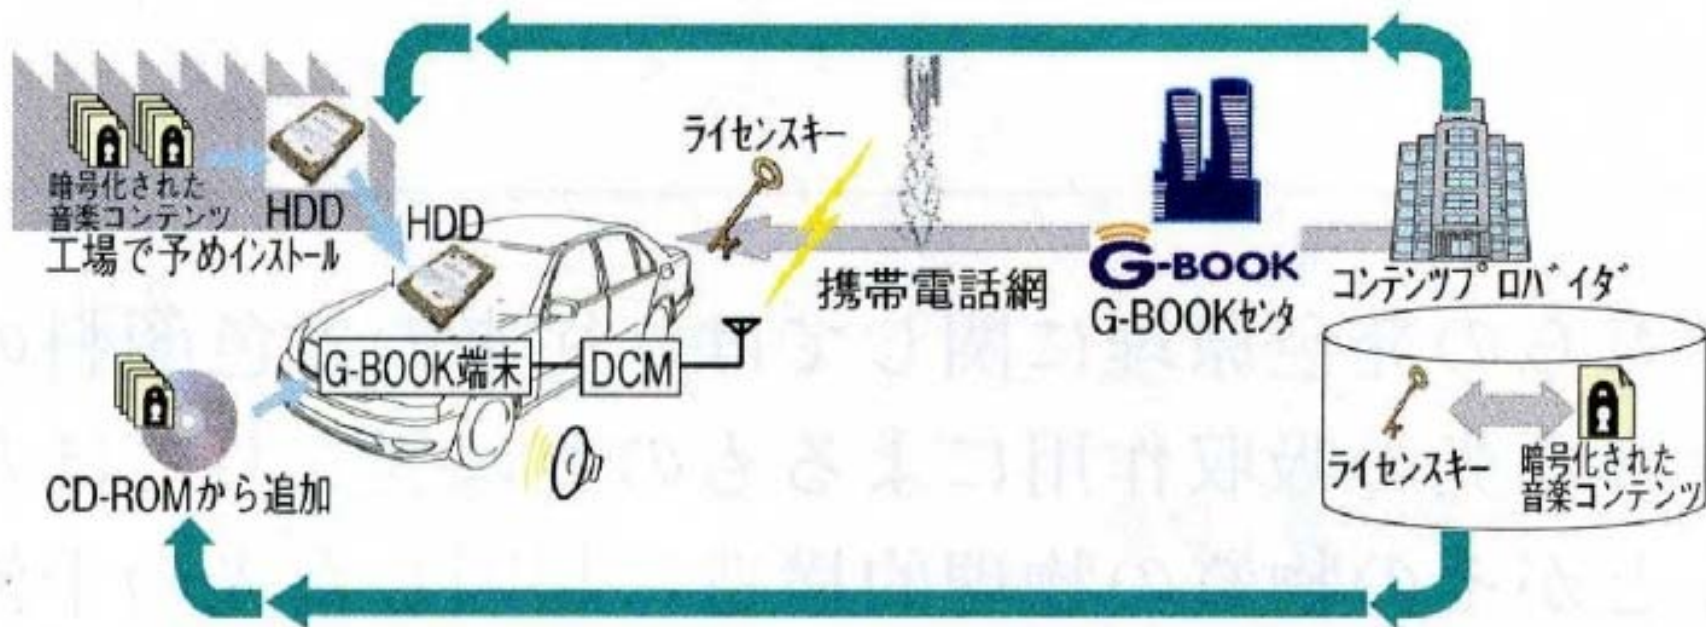 ライセンスキー
暗号化された
音楽コンテンツ
HDD
工場で予めインストール
HDD
携帯電話網
G-BOOK
G-BOOKセンタ
コンテンツプロバイダ
G-BOOK端末
DCM
CD-ROMから追加
ライセンスキー
暗号化された
音楽コンテンツ